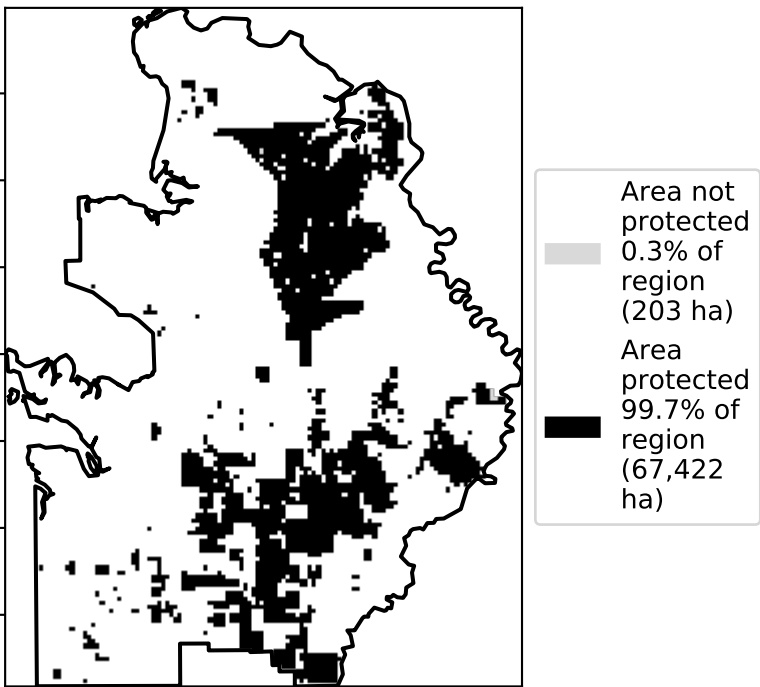 Area not
protected
0.3% of
region
(203 ha)
Area
protected
99.7% of
region
(67,422
ha)